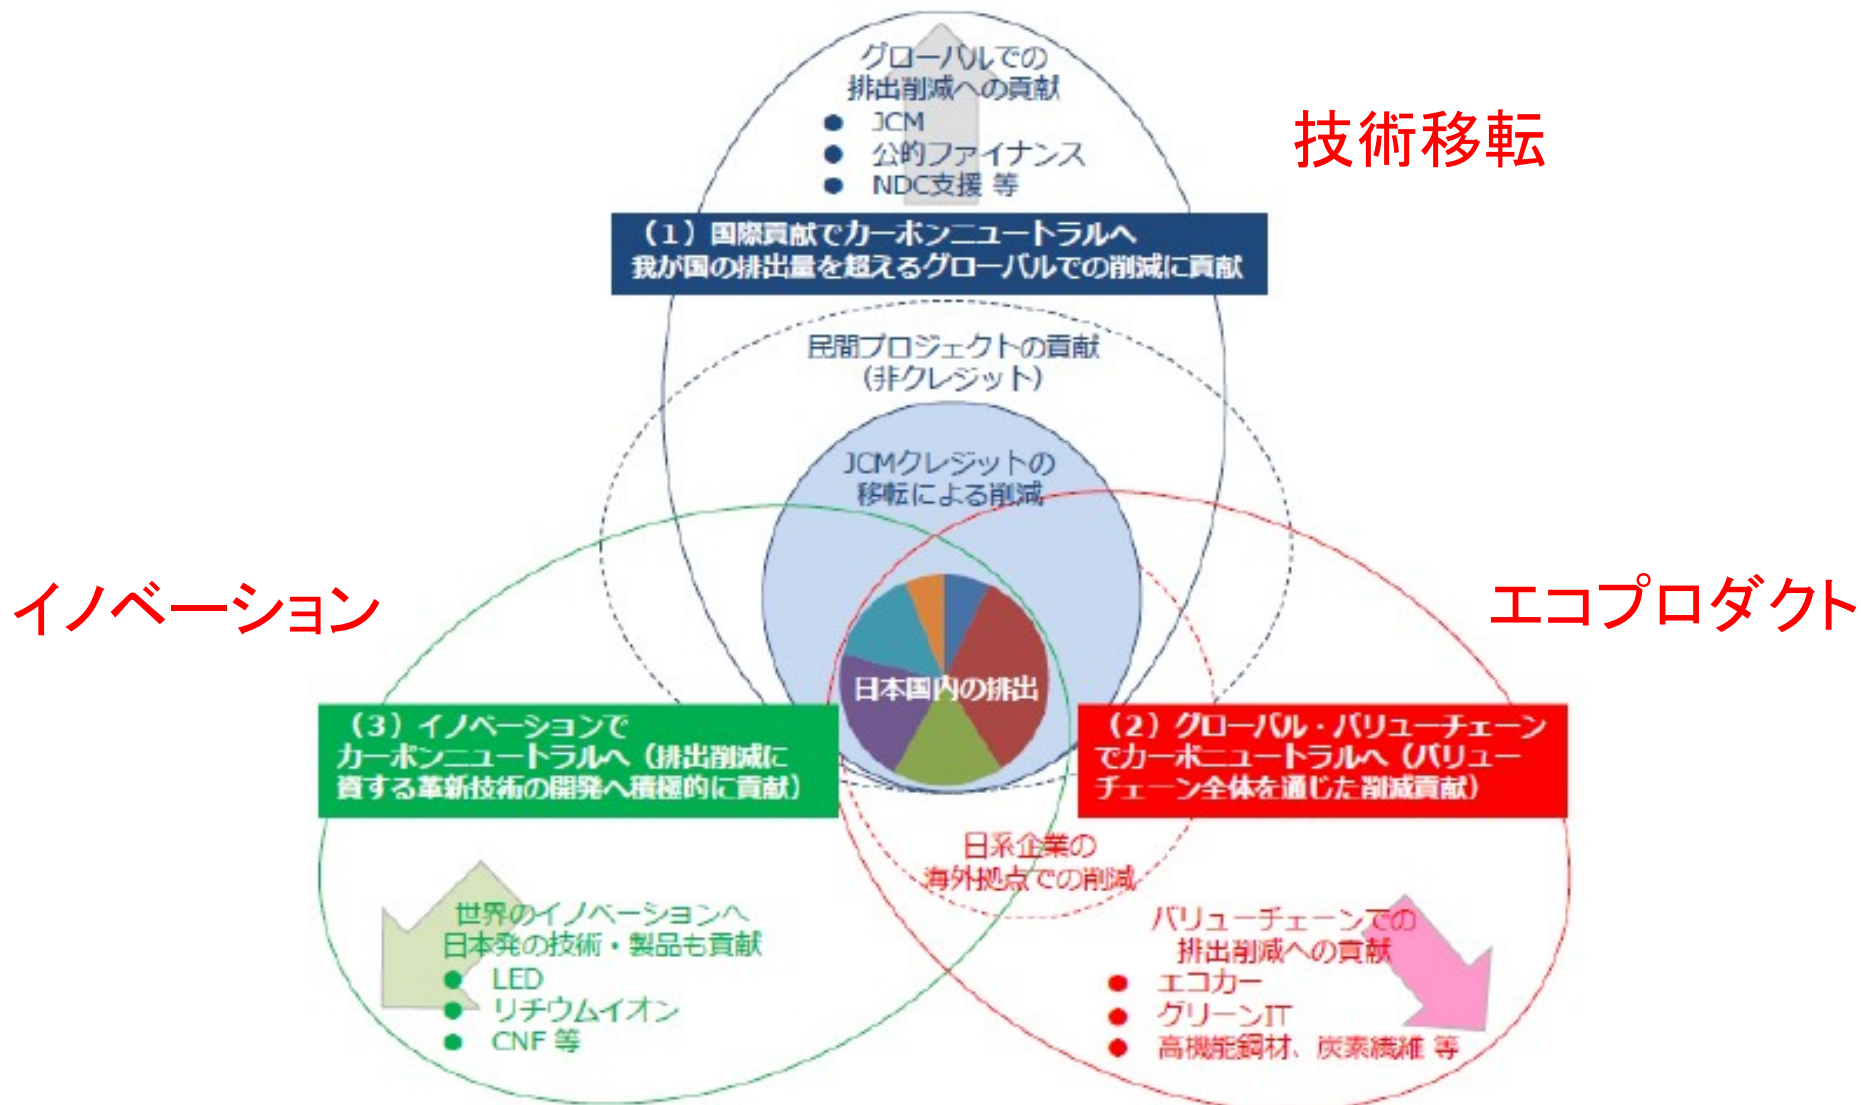 グローバルでの
排出削減への貢献
● JCM
● 公的ファイナンス
● NDC支援 等
技術移転
（１）国際貢献でカーボンニュートラルへ
我が国の排出量を超えるグローバルでの削減に貢献
民間プロジェクトの貢献
（非クレジット）
JCMクレジットの
移転による削減
イノベーション
エコプロダクト
日本国内の排出
（３）イノベーションで
カーボンニュートラルへ（排出削減に
資する革新技術の開発へ積極的に貢献）
（２）グローバル・バリューチェーン
でカーボニュートラルへ（バリュー
チェーン全体を通じた削減貢献）
日系企業の
海外拠点での削減
世界のイノベーションへ
日本発の技術・製品も貢献
● LED
● リチウムイオン
● CNF 等
バリューチェーンでの
排出削減への貢献
● エコカー
● グリーンIT
● 高機能鋼材、炭素繊維 等